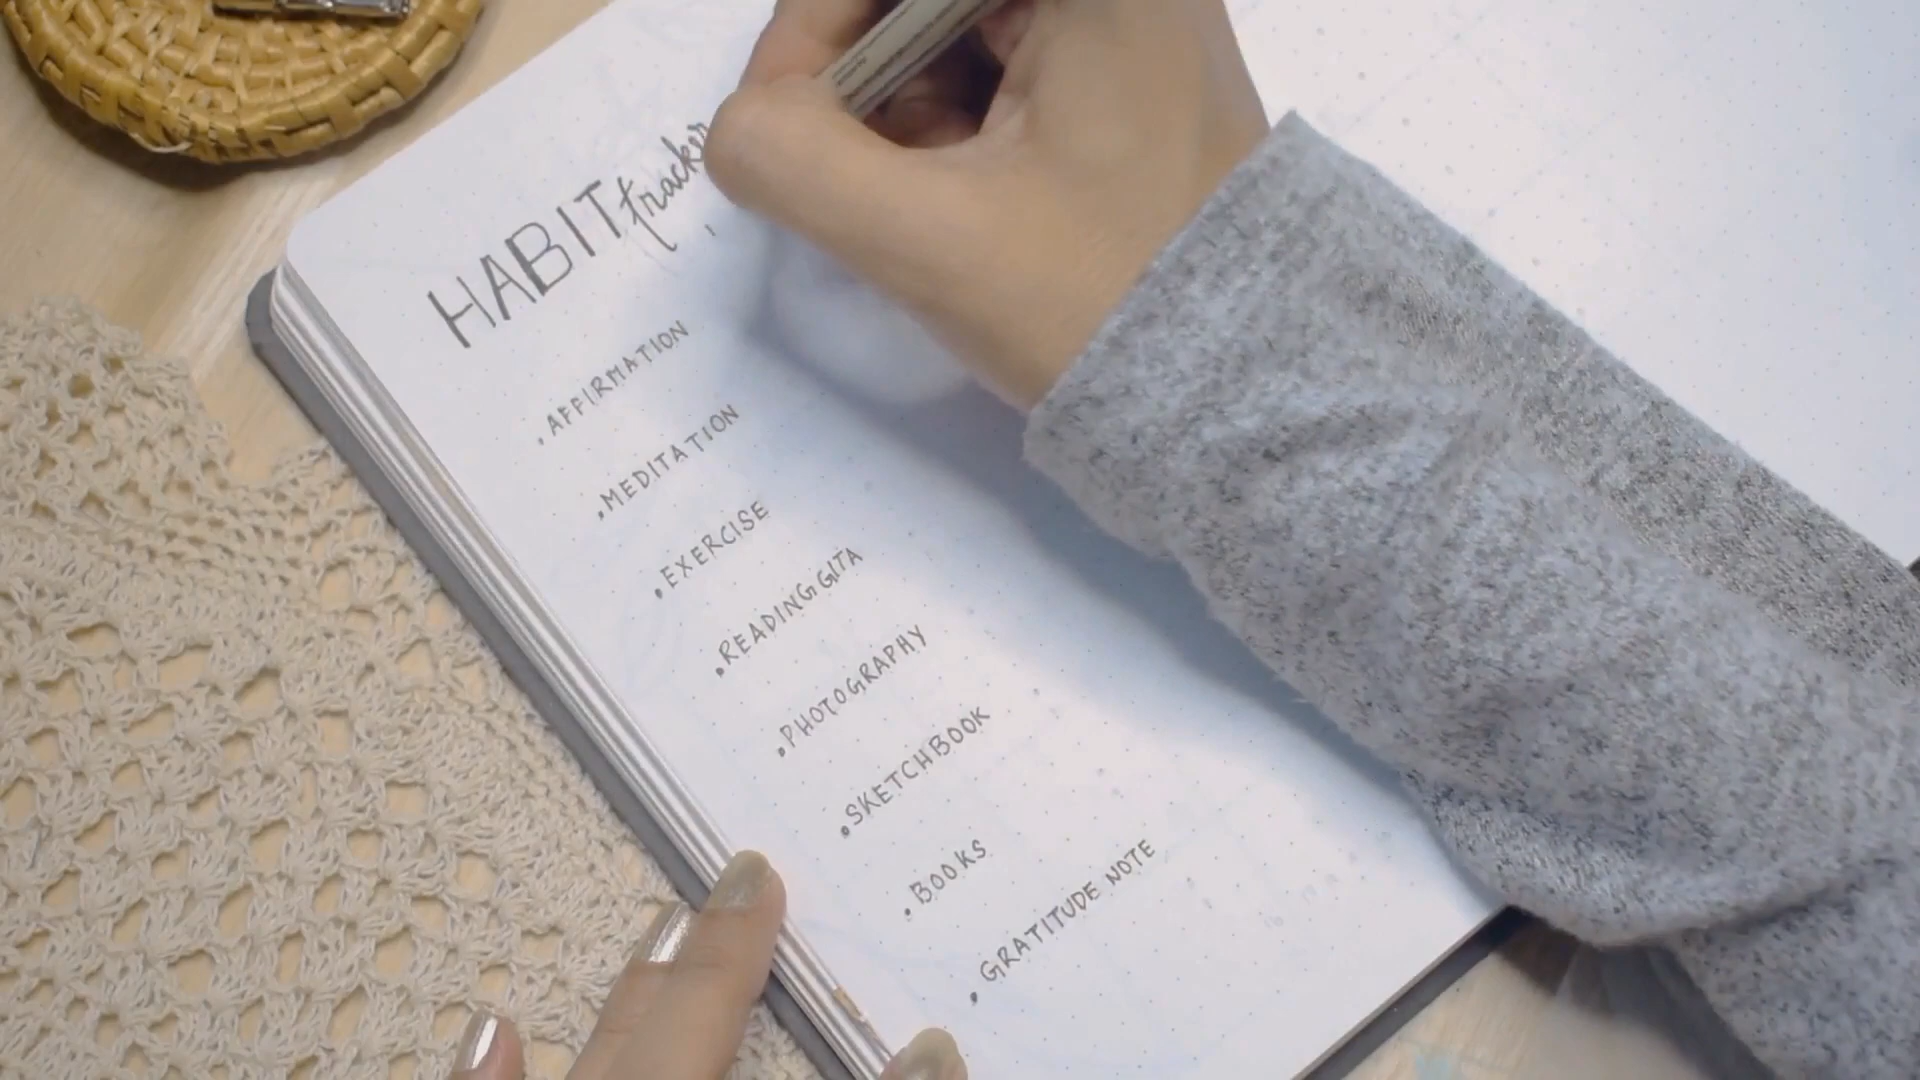 HABIT tracker
. AFFIRMATION
. MEDITATION
. EXERCISE
. READING GITA
. PHOTOGRAPHY
. SKETCHBOOK
. BOOKS
. GRATITUDE NOTE